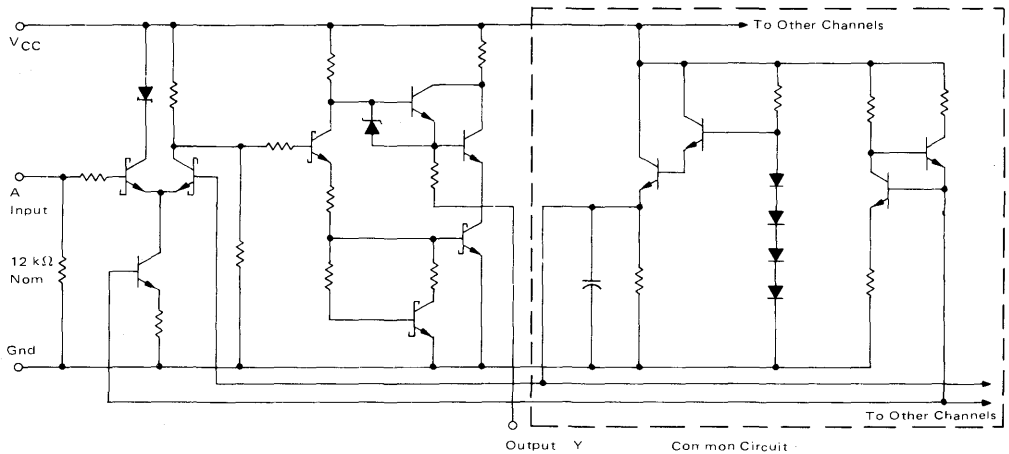 To Other Channels
VCC
A
Input
12 kΩ
Nom
Gnd
To Other Channels
Output Y
Common Circuit